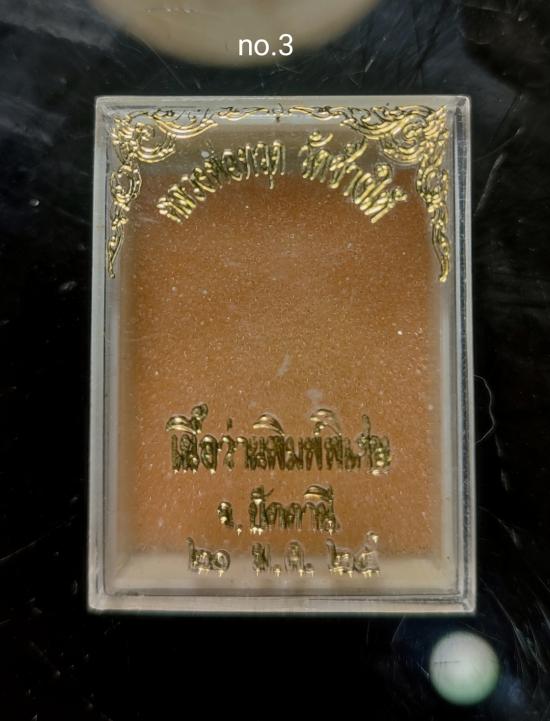 no.3
หลวงพ่อทวด วัดช้างให้
เนื้อว่านพิมพ์พิเศษ
จ.ปัตตานี
๒๐ ม.ค. ๒๕